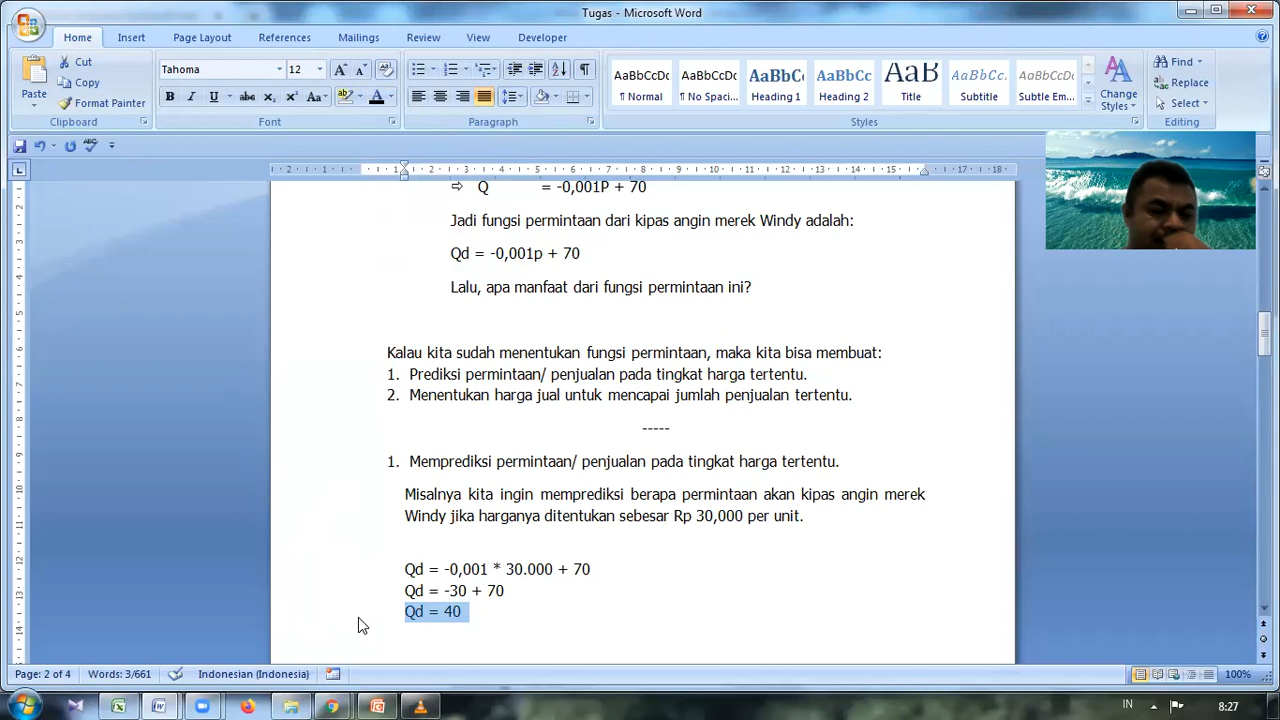 Tugas - Microsoft Word
Home Insert Page Layout References Mailings Review View Developer
Paste
Cut
Copy
Format Painter
Clipboard
Tahoma 12
Font
Paragraph
AaBbCcDc AaBbCcDc AaBbCc AaBbCc AaB AaBbCcL AaBbCcDc
¶ Normal ¶ No Spaci... Heading 1 Heading 2 Title Subtitle Subtle Em...
Change Styles
Styles
Find
Replace
Select
Editing
⇨ Q = -0,001P + 70
Jadi fungsi permintaan dari kipas angin merek Windy adalah:
Qd = -0,001p + 70
Lalu, apa manfaat dari fungsi permintaan ini?
Kalau kita sudah menentukan fungsi permintaan, maka kita bisa membuat:
1. Prediksi permintaan/ penjualan pada tingkat harga tertentu.
2. Menentukan harga jual untuk mencapai jumlah penjualan tertentu.
-----
1. Memprediksi permintaan/ penjualan pada tingkat harga tertentu.
Misalnya kita ingin memprediksi berapa permintaan akan kipas angin merek
Windy jika harganya ditentukan sebesar Rp 30,000 per unit.
Qd = -0,001 * 30.000 + 70
Qd = -30 + 70
Qd = 40
Page: 2 of 4 Words: 3/661 Indonesian (Indonesia) 100%
IN 8:27